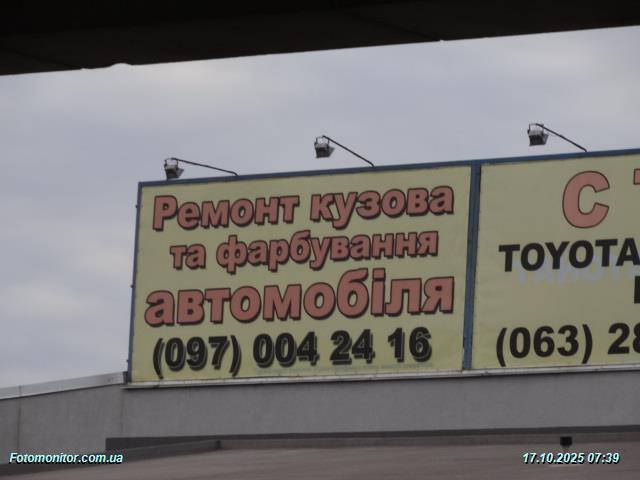 Ремонт кузова
та фарбування
автомобіля
(097) 004 24 16
С
TOYOTA
(063) 28
Fotomonitor.com.ua
17.10.2025 07:39